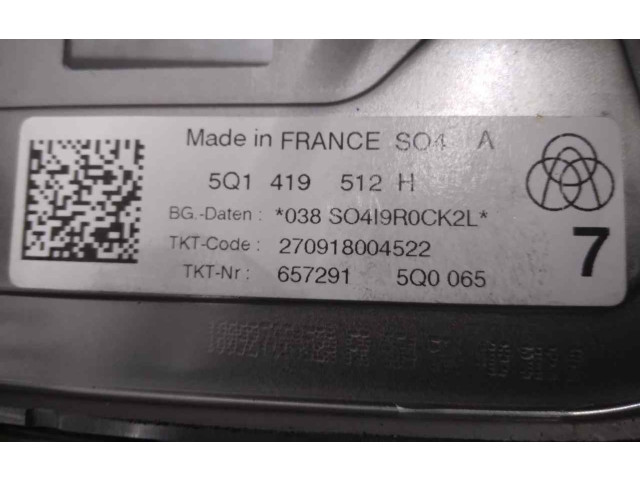 Made in FRANCE SO4 A
5Q1 419 512 H
BG.-Daten : *038 SO4I9R0CK2L*
TKT-Code : 270918004522
TKT-Nr : 657291 5Q0 065
7